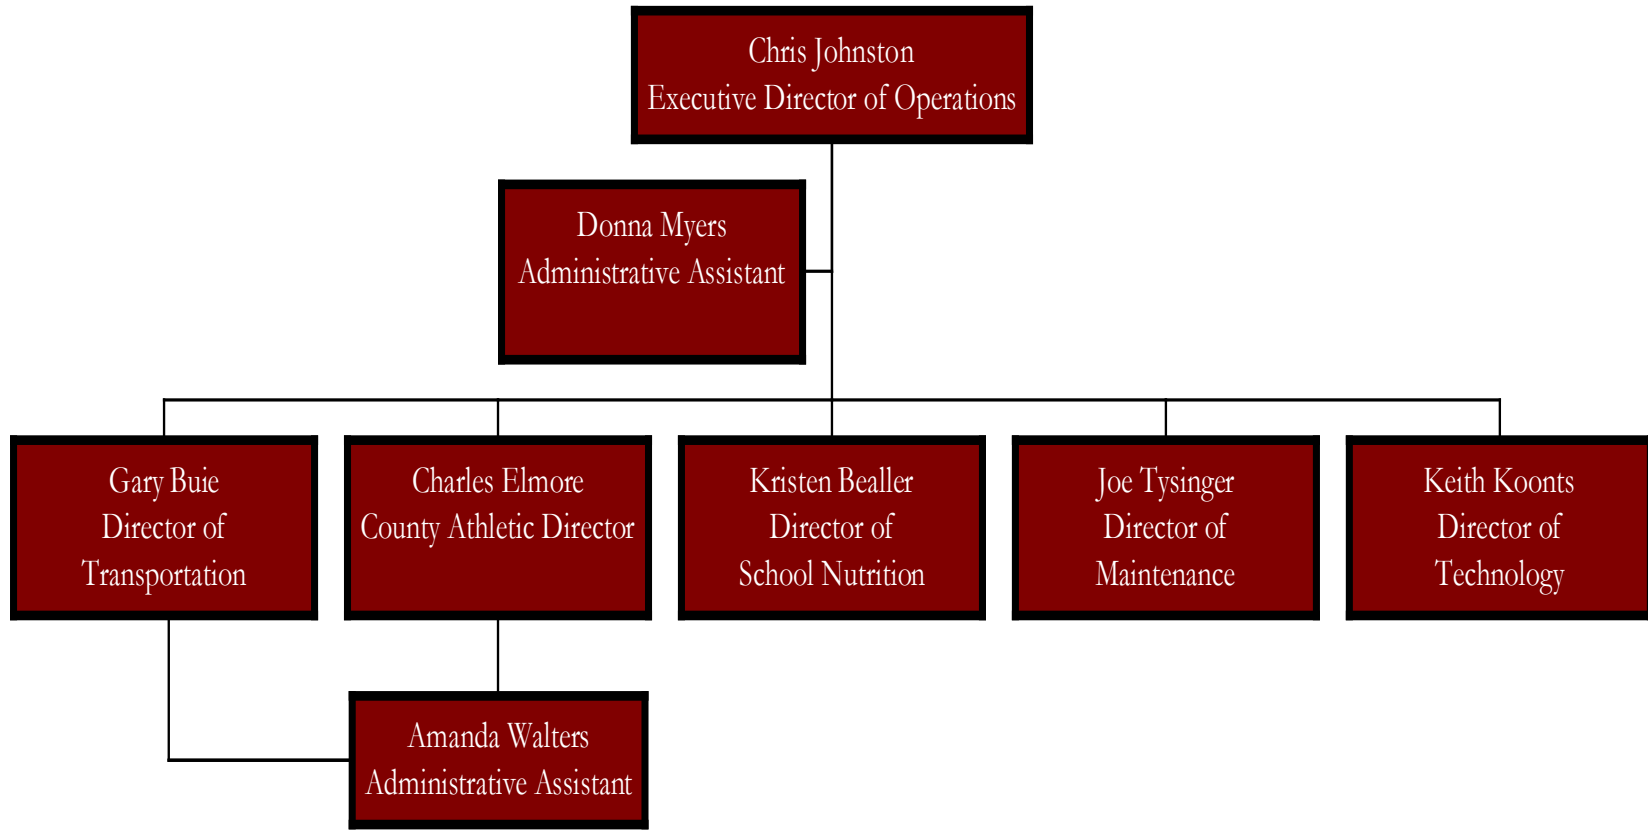 Chris Johnston
Executive Director of Operations
Donna Myers
Administrative Assistant
Gary Buie
Director of
Transportation
Charles Elmore
County Athletic Director
Kristen Bealler
Director of
School Nutrition
Joe Tysinger
Director of
Maintenance
Keith Koonts
Director of
Technology
Amanda Walters
Administrative Assistant